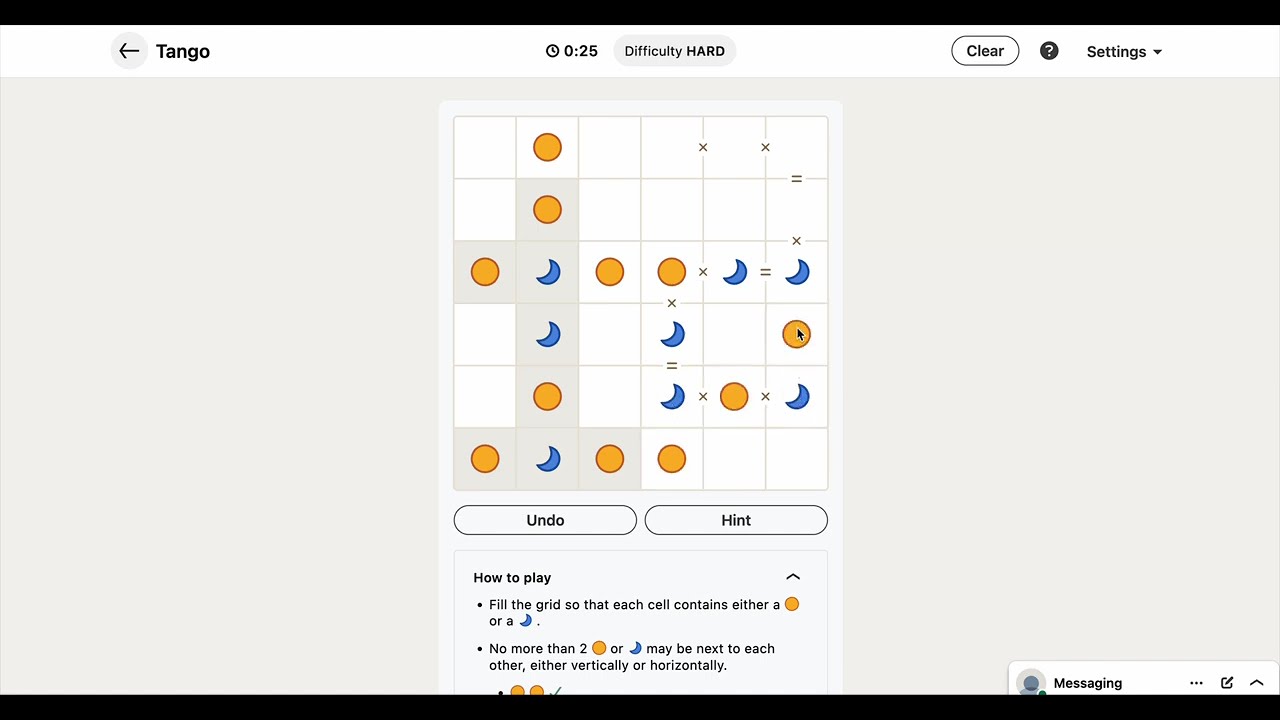 Tango
0:25
Difficulty HARD
Clear
?
Settings
× ×
=
×
× =
×
=
× ×
Undo
Hint
How to play
• Fill the grid so that each cell contains either a
or a .
• No more than 2 or may be next to each
other, either vertically or horizontally.
Messaging